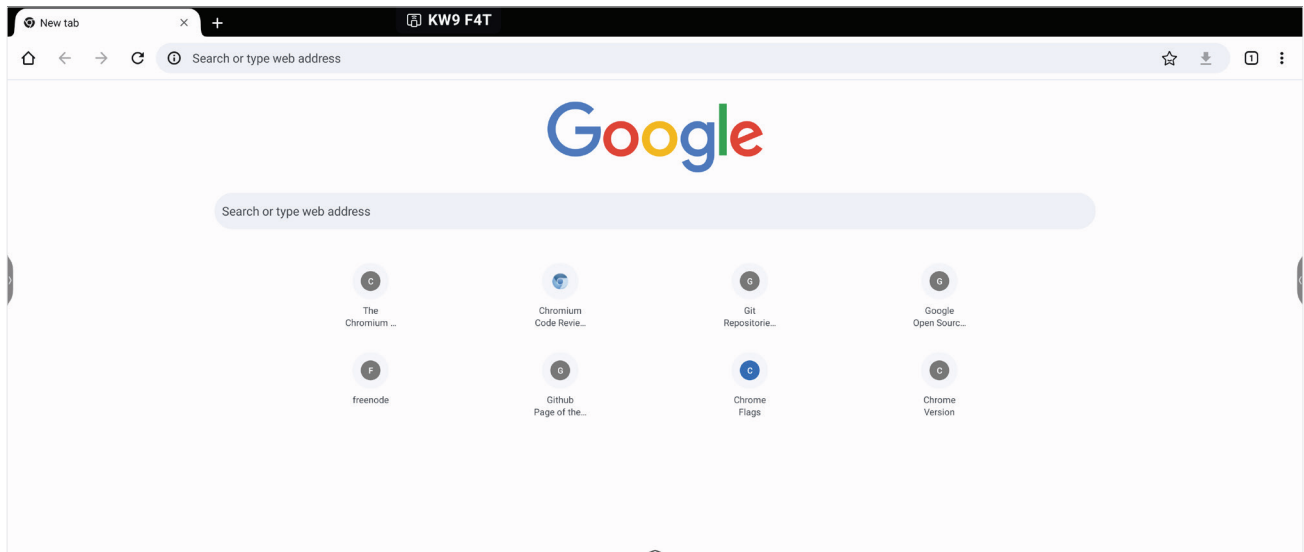 New tab
KW9 F4T
Search or type web address
1
Google
Search or type web address
C
The
Chromium ...
Chromium
Code Revie...
G
Git
Repositorie...
G
Google
Open Sourc...
F
freenode
G
Github
Page of the...
C
Chrome
Flags
C
Chrome
Version